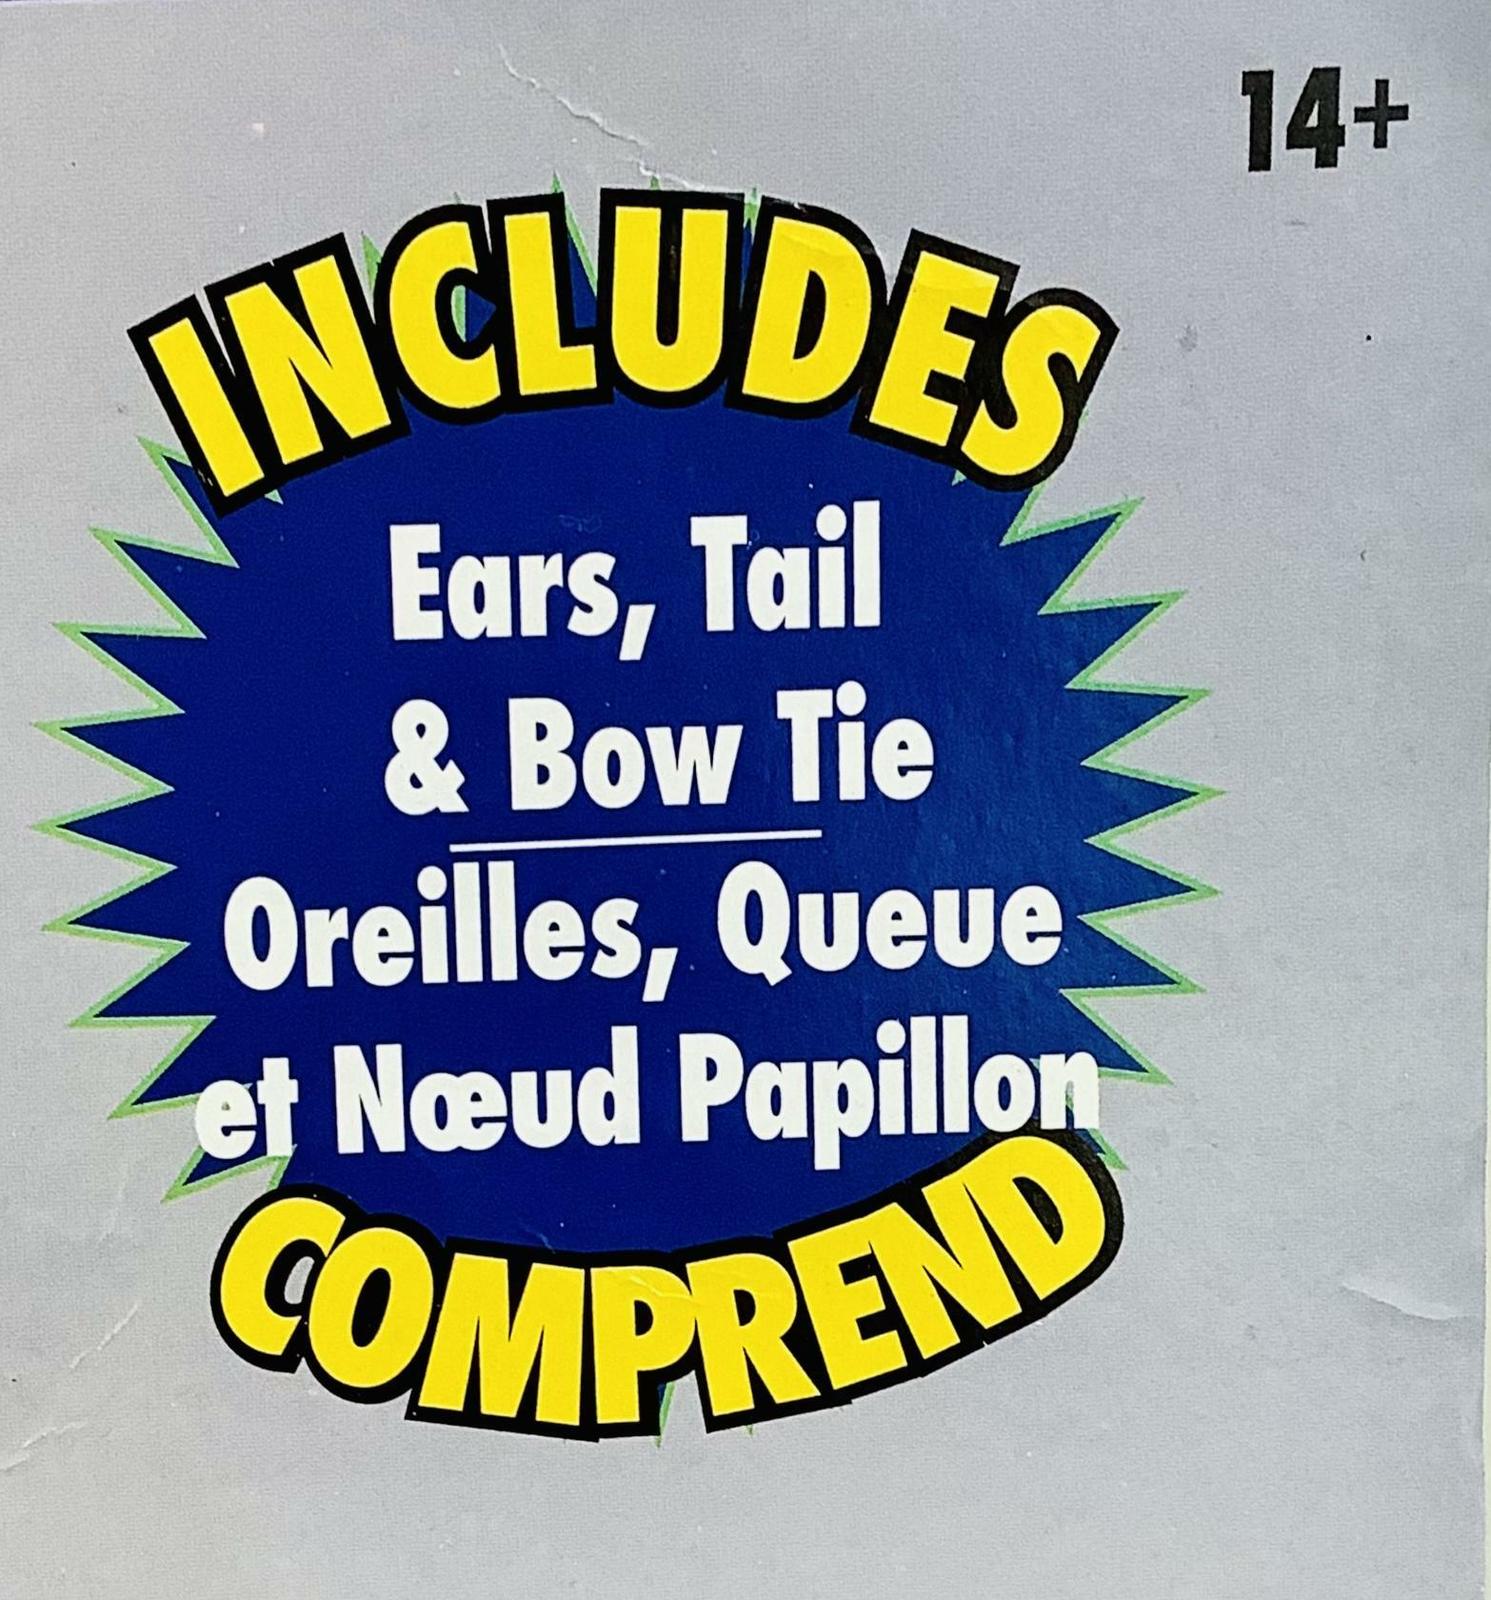 14+
INCLUDES
Ears, Tail
& Bow Tie
Oreilles, Queue
et Nœud Papillon
COMPREND